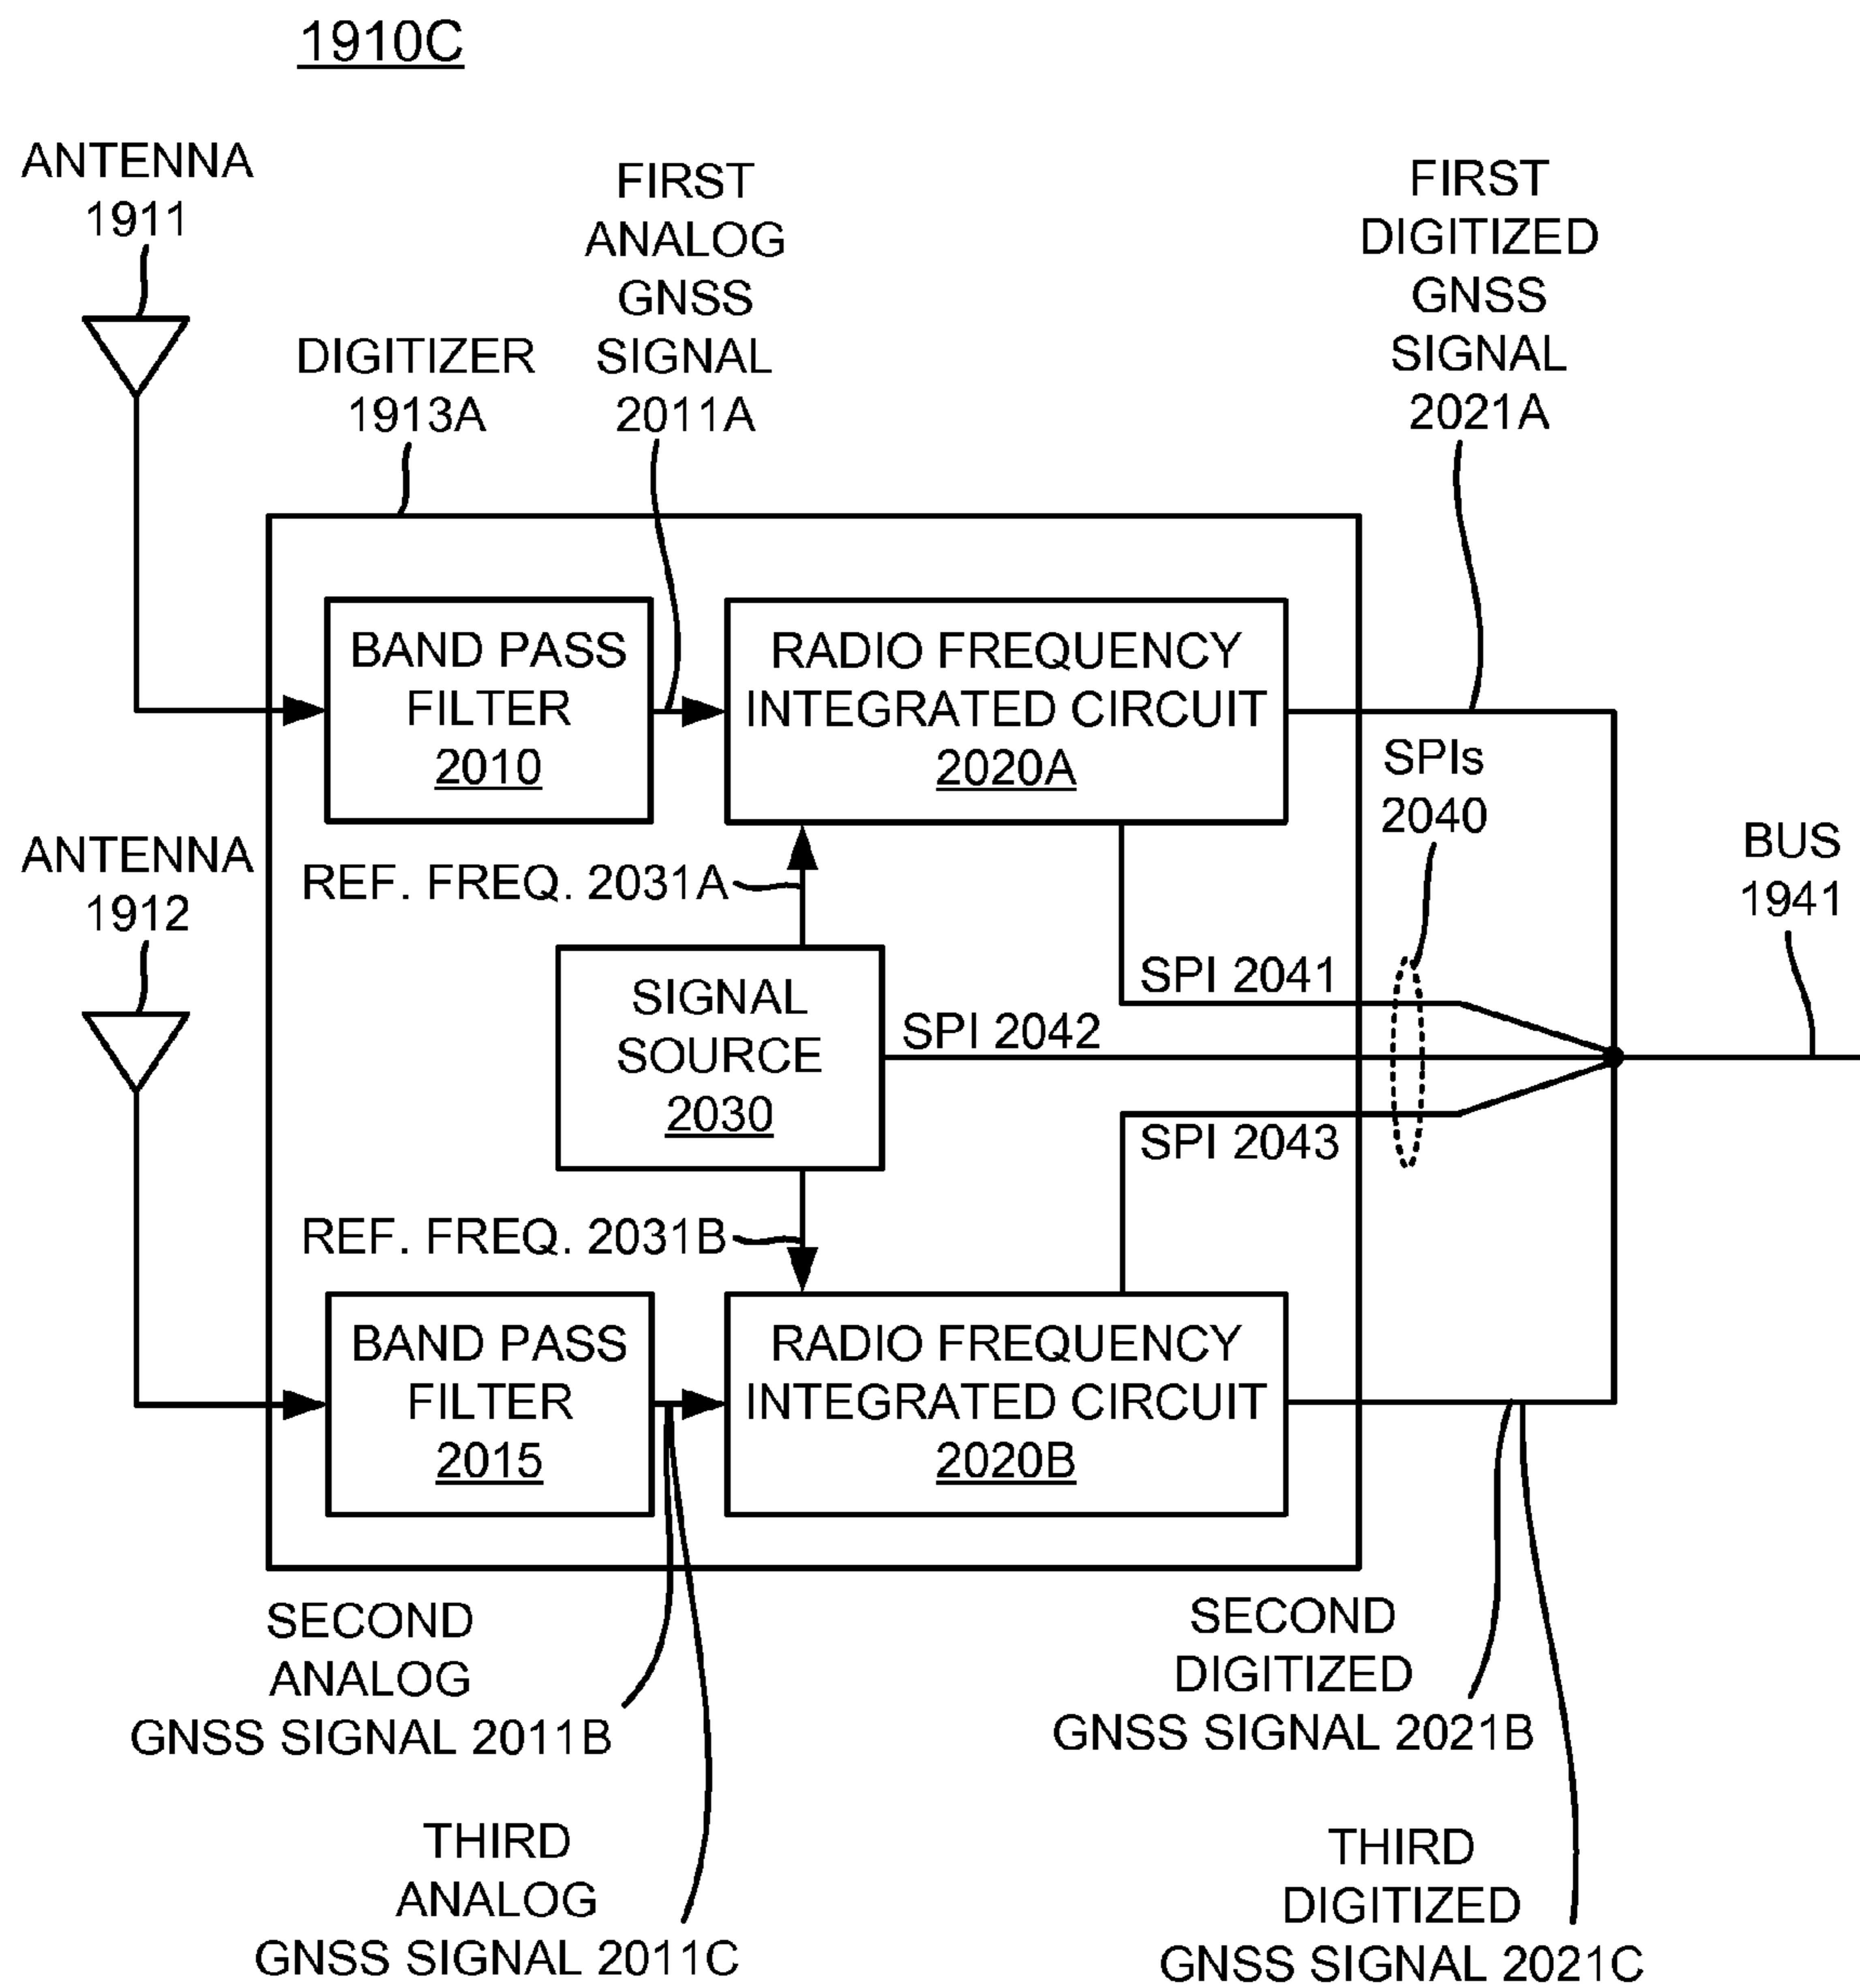 1910C
ANTENNA
1911
DIGITIZER
1913A
FIRST
ANALOG
GNSS
SIGNAL
2011A
FIRST
DIGITIZED
GNSS
SIGNAL
2021A
BAND PASS
FILTER
2010
RADIO FREQUENCY
INTEGRATED CIRCUIT
2020A
SPIs
2040
BUS
1941
ANTENNA
1912
REF. FREQ. 2031A
SIGNAL
SOURCE
2030
SPI 2041
SPI 2042
SPI 2043
REF. FREQ. 2031B
BAND PASS
FILTER
2015
RADIO FREQUENCY
INTEGRATED CIRCUIT
2020B
SECOND
ANALOG
GNSS SIGNAL 2011B
SECOND
DIGITIZED
GNSS SIGNAL 2021B
THIRD
ANALOG
GNSS SIGNAL 2011C
THIRD
DIGITIZED
GNSS SIGNAL 2021C